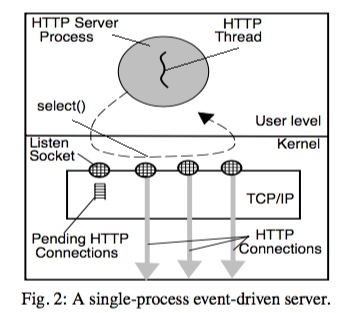 HTTP Server
Process
HTTP
Thread
select()
User level
Kernel
Listen
Socket
TCP/IP
Pending HTTP
Connections
HTTP
Connections
Fig. 2: A single-process event-driven server.